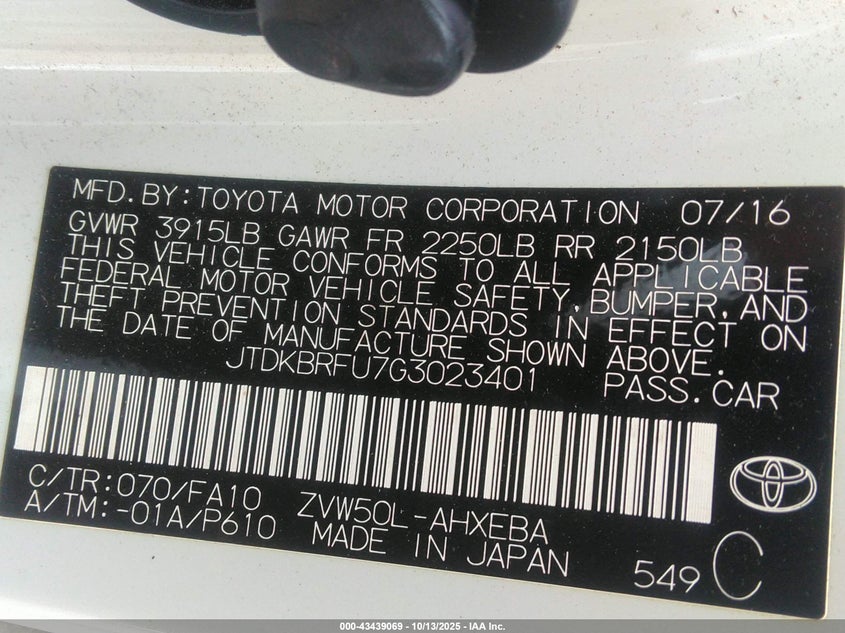 MFD.BY:TOYOTA MOTOR CORPORATION 07/16
GVWR 3915LB GAWR FR 2250LB RR 2150LB
THIS VEHICLE CONFORMS TO ALL APPLICABLE
FEDERAL MOTOR VEHICLE SAFETY,BUMPER,AND
THEFT PREVENTION STANDARDS IN EFFECT ON
THE DATE OF MANUFACTURE SHOWN ABOVE.
JTDKBRFU7G3023401 PASS.CAR
C/TR:070/FA10 ZVW50L-AHXEBA
A/TM:-01A/P610 MADE IN JAPAN 549 C
000-43439069 - 10/13/2025 - IAA Inc.